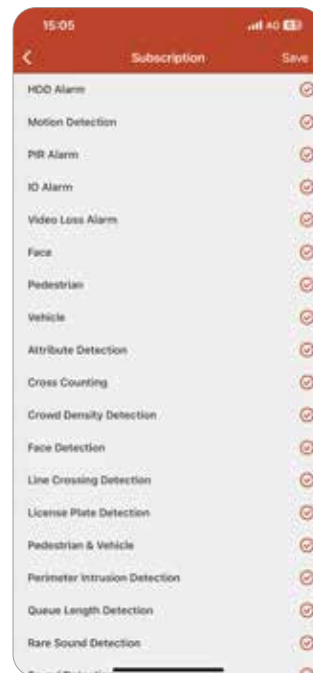 15:05
4G
Subscription
Save
HDD Alarm
Motion Detection
PIR Alarm
IO Alarm
Video Loss Alarm
Face
Pedestrian
Vehicle
Attribute Detection
Cross Counting
Crowd Density Detection
Face Detection
Line Crossing Detection
License Plate Detection
Pedestrian & Vehicle
Perimeter Intrusion Detection
Queue Length Detection
Rare Sound Detection